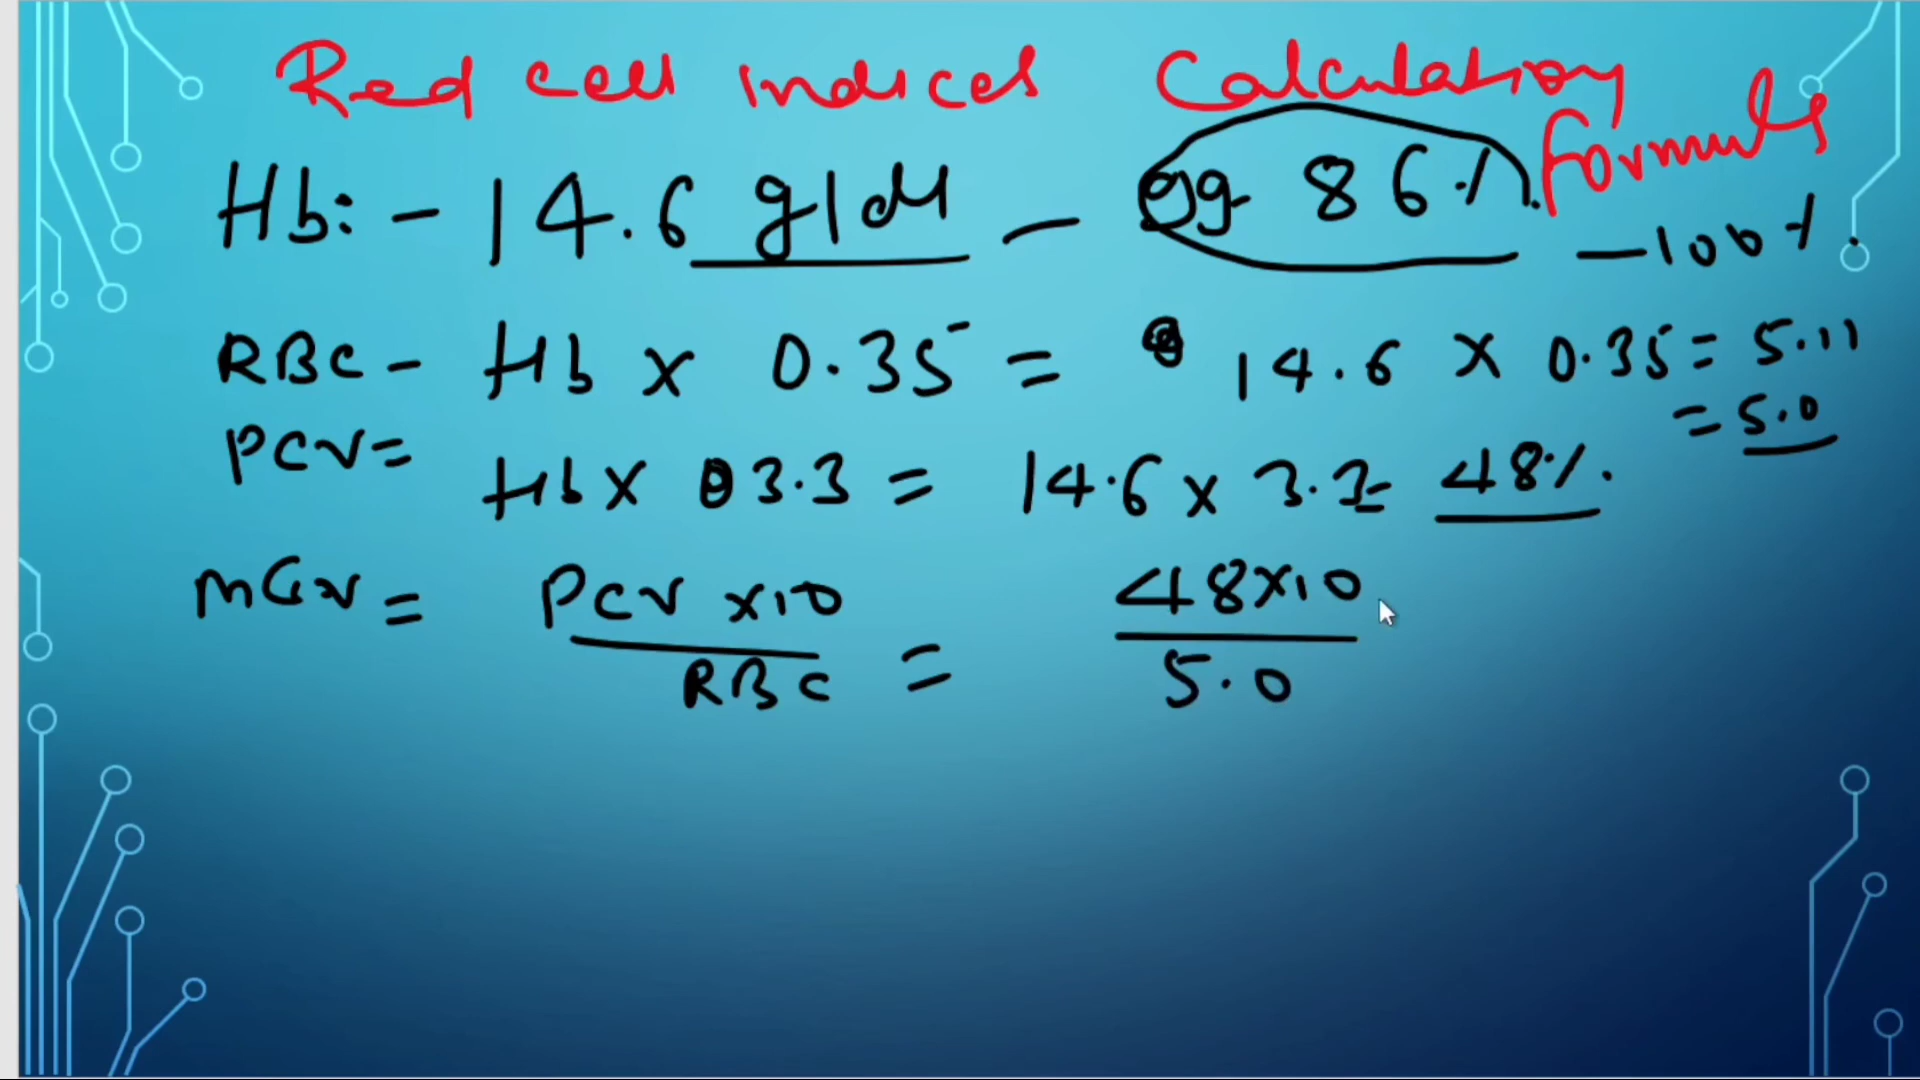 Red cell indices Calculation Formula
Hb:- 14.6 g/dl - eg 86%. - 100%.
RBC - Hb x 0.35 = 14.6 x 0.35 = 5.11
= 5.0
PCV = Hb x 3.3 = 14.6 x 3.3 = 48%.
MCV = PCV x10 / RBC = 48x10 / 5.0